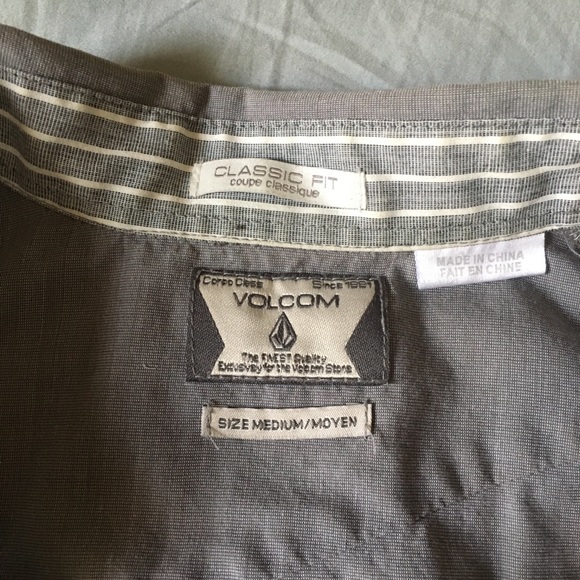 CLASSIC FIT
coupe classique
MADE IN CHINA
FAIT EN CHINE
Corpo Class Since 1991
VOLCOM
The FINEST Quality
Exclusively for the Volcom Stone
SIZE MEDIUM/MOYEN